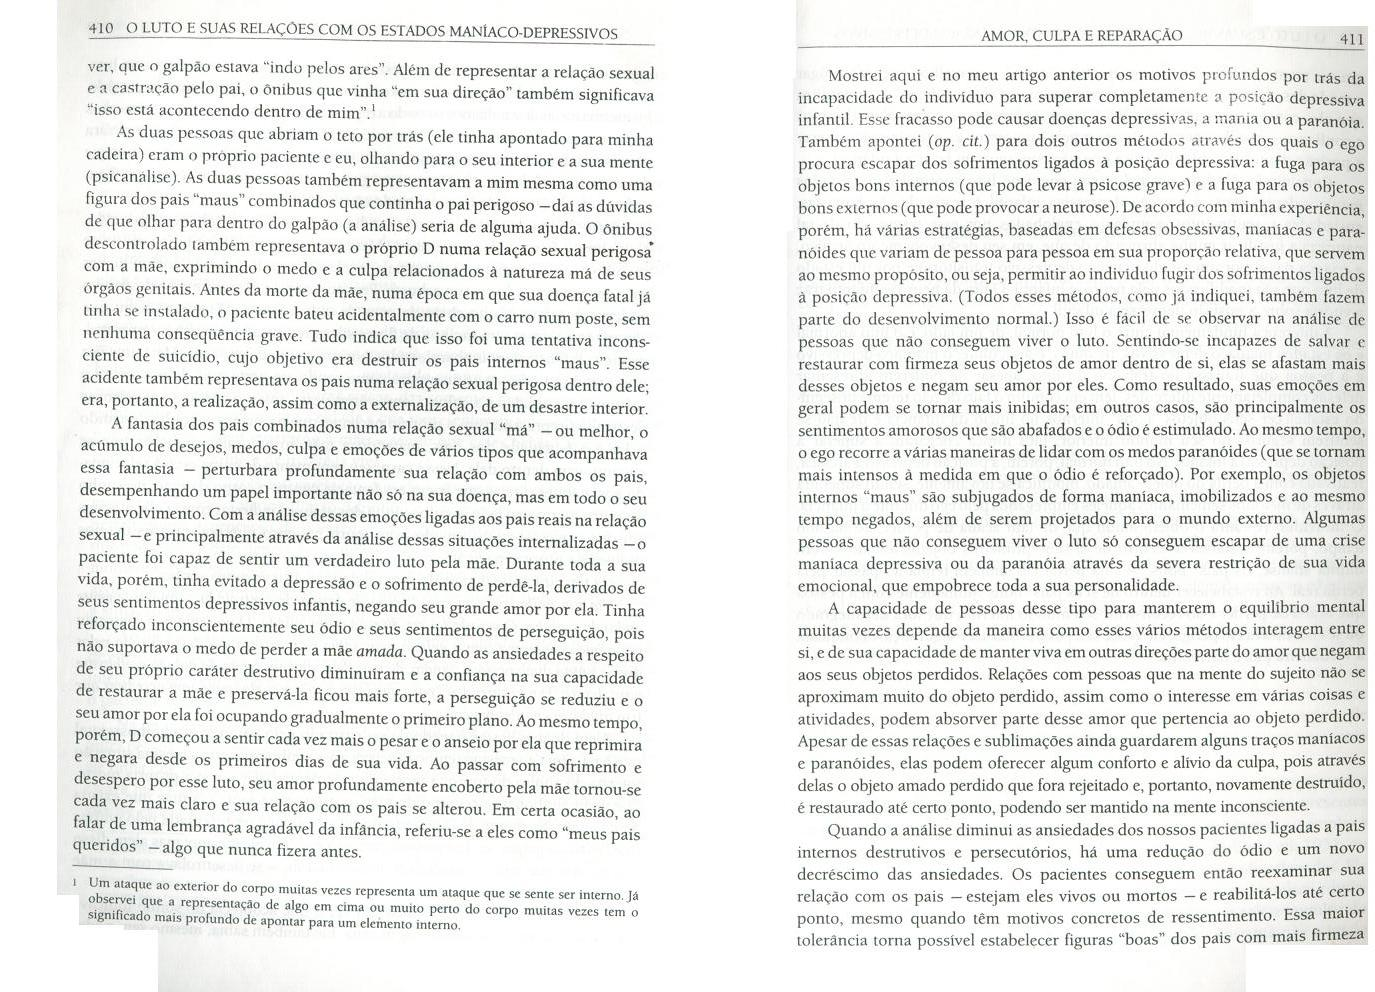 410 O LUTO E SUAS RELAÇÕES COM OS ESTADOS MANÍACO-DEPRESSIVOS
ver, que o galpão estava “indo pelos ares”. Além de representar a relação sexual
e a castração pelo pai, o ônibus que vinha “em sua direção” também significava
“isso está acontecendo dentro de mim”.¹
As duas pessoas que abriam o teto por trás (ele tinha apontado para minha
cadeira) eram o próprio paciente e eu, olhando para o seu interior e a sua mente
(psicanálise). As duas pessoas também representavam a mim mesma como uma
figura dos pais “maus” combinados que continha o pai perigoso — daí as dúvidas
de que olhar para dentro do galpão (a análise) seria de alguma ajuda. O ônibus
descontrolado também representava o próprio D numa relação sexual perigosa
com a mãe, exprimindo o medo e a culpa relacionados à natureza má de seus
órgãos genitais. Antes da morte da mãe, numa época em que sua doença fatal já
tinha se instalado, o paciente bateu acidentalmente com o carro num poste, sem
nenhuma conseqüência grave. Tudo indica que isso foi uma tentativa incons-
ciente de suicídio, cujo objetivo era destruir os pais internos “maus”. Esse
acidente também representava os pais numa relação sexual perigosa dentro dele;
era, portanto, a realização, assim como a externalização, de um desastre interior.
A fantasia dos pais combinados numa relação sexual “má” — ou melhor, o
acúmulo de desejos, medos, culpa e emoções de vários tipos que acompanhava
essa fantasia — perturbara profundamente sua relação com ambos os pais,
desempenhando um papel importante não só na sua doença, mas em todo o seu
desenvolvimento. Com a análise dessas emoções ligadas aos pais reais na relação
sexual — e principalmente através da análise dessas situações internalizadas — o
paciente foi capaz de sentir um verdadeiro luto pela mãe. Durante toda a sua
vida, porém, tinha evitado a depressão e o sofrimento de perdê-la, derivados de
seus sentimentos depressivos infantis, negando seu grande amor por ela. Tinha
reforçado inconscientemente seu ódio e seus sentimentos de perseguição, pois
não suportava o medo de perder a mãe amada. Quando as ansiedades a respeito
de seu próprio caráter destrutivo diminuíram e a confiança na sua capacidade
de restaurar a mãe e preservá-la ficou mais forte, a perseguição se reduziu e o
seu amor por ela foi ocupando gradualmente o primeiro plano. Ao mesmo tempo,
porém, D começou a sentir cada vez mais o pesar e o anseio por ela que reprimira
e negara desde os primeiros dias de sua vida. Ao passar com sofrimento e
desespero por esse luto, seu amor profundamente encoberto pela mãe tornou-se
cada vez mais claro e sua relação com os pais se alterou. Em certa ocasião, ao
falar de uma lembrança agradável da infância, referiu-se a eles como “meus pais
queridos” — algo que nunca fizera antes.
1 Um ataque ao exterior do corpo muitas vezes representa um ataque que se sente ser interno. Já
observei que a representação de algo em cima ou muito perto do corpo muitas vezes tem o
significado mais profundo de apontar para um elemento interno.
AMOR, CULPA E REPARAÇÃO 411
Mostrei aqui e no meu artigo anterior os motivos profundos por trás da
incapacidade do indivíduo para superar completamente a posição depressiva
infantil. Esse fracasso pode causar doenças depressivas, a mania ou a paranóia.
Também apontei (op. cit.) para dois outros métodos através dos quais o ego
procura escapar dos sofrimentos ligados à posição depressiva: a fuga para os
objetos bons internos (que pode levar à psicose grave) e a fuga para os objetos
bons externos (que pode provocar a neurose). De acordo com minha experiência,
porém, há várias estratégias, baseadas em defesas obsessivas, maníacas e para-
nóides que variam de pessoa para pessoa em sua proporção relativa, que servem
ao mesmo propósito, ou seja, permitir ao indivíduo fugir dos sofrimentos ligados
à posição depressiva. (Todos esses métodos, como já indiquei, também fazem
parte do desenvolvimento normal.) Isso é fácil de se observar na análise de
pessoas que não conseguem viver o luto. Sentindo-se incapazes de salvar e
restaurar com firmeza seus objetos de amor dentro de si, elas se afastam mais
desses objetos e negam seu amor por eles. Como resultado, suas emoções em
geral podem se tornar mais inibidas; em outros casos, são principalmente os
sentimentos amorosos que são abafados e o ódio é estimulado. Ao mesmo tempo,
o ego recorre a várias maneiras de lidar com os medos paranóides (que se tornam
mais intensos à medida em que o ódio é reforçado). Por exemplo, os objetos
internos “maus” são subjugados de forma maníaca, imobilizados e ao mesmo
tempo negados, além de serem projetados para o mundo externo. Algumas
pessoas que não conseguem viver o luto só conseguem escapar de uma crise
maníaca depressiva ou da paranóia através da severa restrição de sua vida
emocional, que empobrece toda a sua personalidade.
A capacidade de pessoas desse tipo para manterem o equilíbrio mental
muitas vezes depende da maneira como esses vários métodos interagem entre
si, e de sua capacidade de manter viva em outras direções parte do amor que negam
aos seus objetos perdidos. Relações com pessoas que na mente do sujeito não se
aproximam muito do objeto perdido, assim como o interesse em várias coisas e
atividades, podem absorver parte desse amor que pertencia ao objeto perdido.
Apesar de essas relações e sublimações ainda guardarem alguns traços maníacos
e paranóides, elas podem oferecer algum conforto e alívio da culpa, pois através
delas o objeto amado perdido que fora rejeitado e, portanto, novamente destruído,
é restaurado até certo ponto, podendo ser mantido na mente inconsciente.
Quando a análise diminui as ansiedades dos nossos pacientes ligadas a pais
internos destrutivos e persecutórios, há uma redução do ódio e um novo
decréscimo das ansiedades. Os pacientes conseguem então reexaminar sua
relação com os pais — estejam eles vivos ou mortos — e reabilitá-los até certo
ponto, mesmo quando têm motivos concretos de ressentimento. Essa maior
tolerância torna possível estabelecer figuras “boas” dos pais com mais firmeza